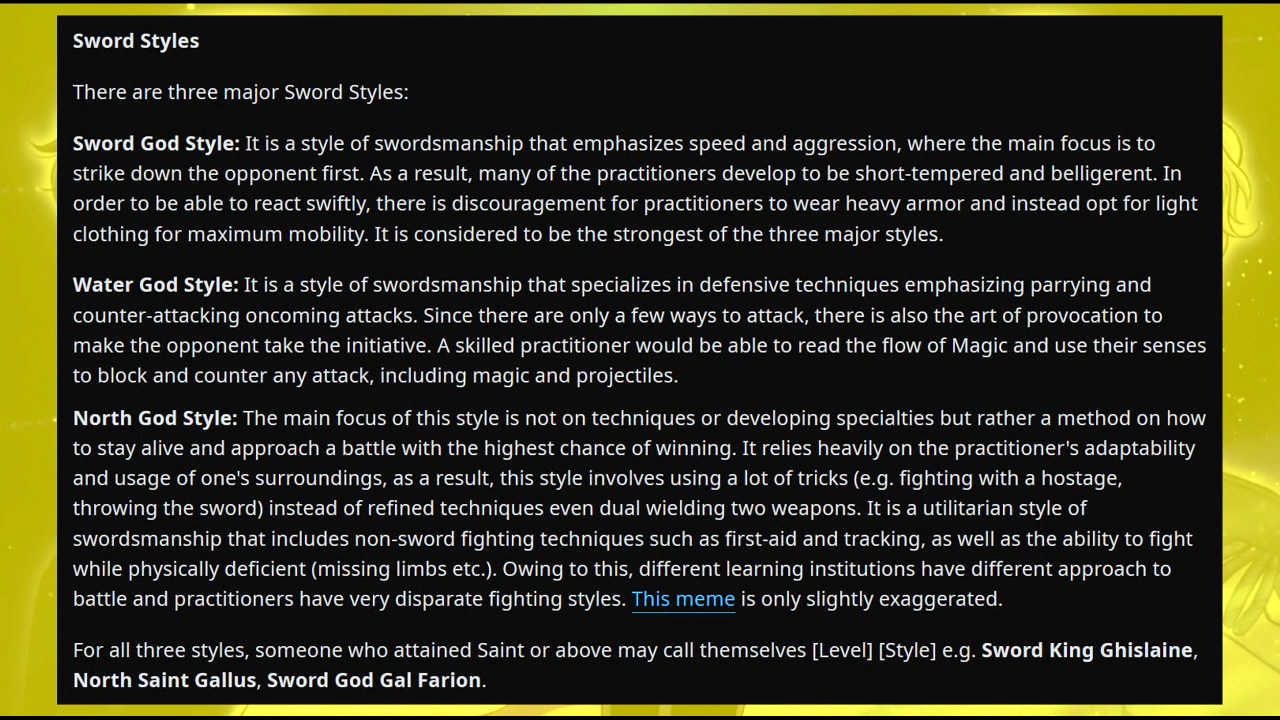 Sword Styles
There are three major Sword Styles:
Sword God Style: It is a style of swordsmanship that emphasizes speed and aggression, where the main focus is to
strike down the opponent first. As a result, many of the practitioners develop to be short-tempered and belligerent. In
order to be able to react swiftly, there is discouragement for practitioners to wear heavy armor and instead opt for light
clothing for maximum mobility. It is considered to be the strongest of the three major styles.
Water God Style: It is a style of swordsmanship that specializes in defensive techniques emphasizing parrying and
counter-attacking oncoming attacks. Since there are only a few ways to attack, there is also the art of provocation to
make the opponent take the initiative. A skilled practitioner would be able to read the flow of Magic and use their senses
to block and counter any attack, including magic and projectiles.
North God Style: The main focus of this style is not on techniques or developing specialties but rather a method on how
to stay alive and approach a battle with the highest chance of winning. It relies heavily on the practitioner's adaptability
and usage of one's surroundings, as a result, this style involves using a lot of tricks (e.g. fighting with a hostage,
throwing the sword) instead of refined techniques even dual wielding two weapons. It is a utilitarian style of
swordsmanship that includes non-sword fighting techniques such as first-aid and tracking, as well as the ability to fight
while physically deficient (missing limbs etc.). Owing to this, different learning institutions have different approach to
battle and practitioners have very disparate fighting styles. This meme is only slightly exaggerated.
For all three styles, someone who attained Saint or above may call themselves [Level] [Style] e.g. Sword King Ghislaine,
North Saint Gallus, Sword God Gal Farion.